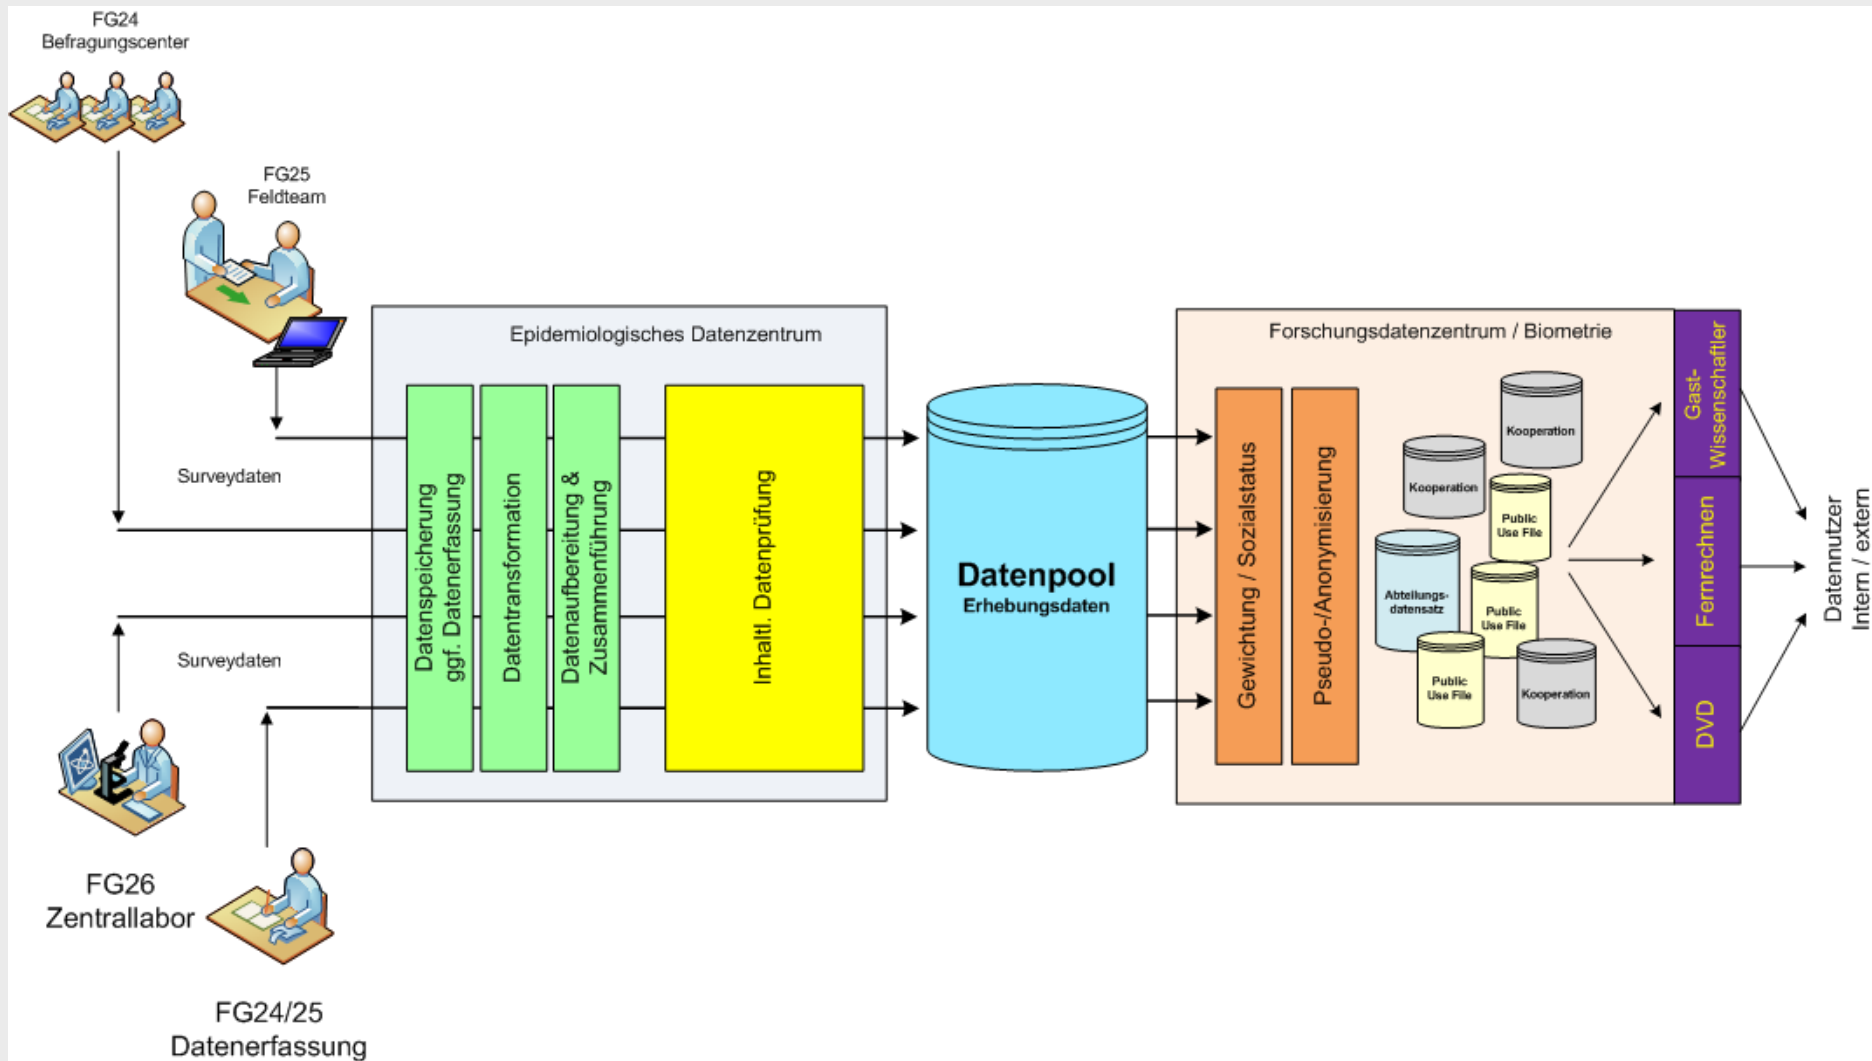 FG24
Befragungscenter
FG25
Feldteam
Surveydaten
Surveydaten
FG26
Zentrallabor
FG24/25
Datenerfassung
Epidemiologisches Datenzentrum
Datenspeicherung
ggf. Datenerfassung
Datentransformation
Datenaufbereitung &
Zusammenführung
Inhaltl. Datenprüfung
Datenpool
Erhebungsdaten
Forschungsdatenzentrum / Biometrie
Gewichtung / Sozialstatus
Pseudo-/Anonymisierung
Kooperation
Kooperation
Public
Use File
Abteilungs-
datensatz
Public
Use File
Public
Use File
Kooperation
Gast-
Wissenschaftler
Fernrechnen
DVD
Datennutzer
Intern / extern